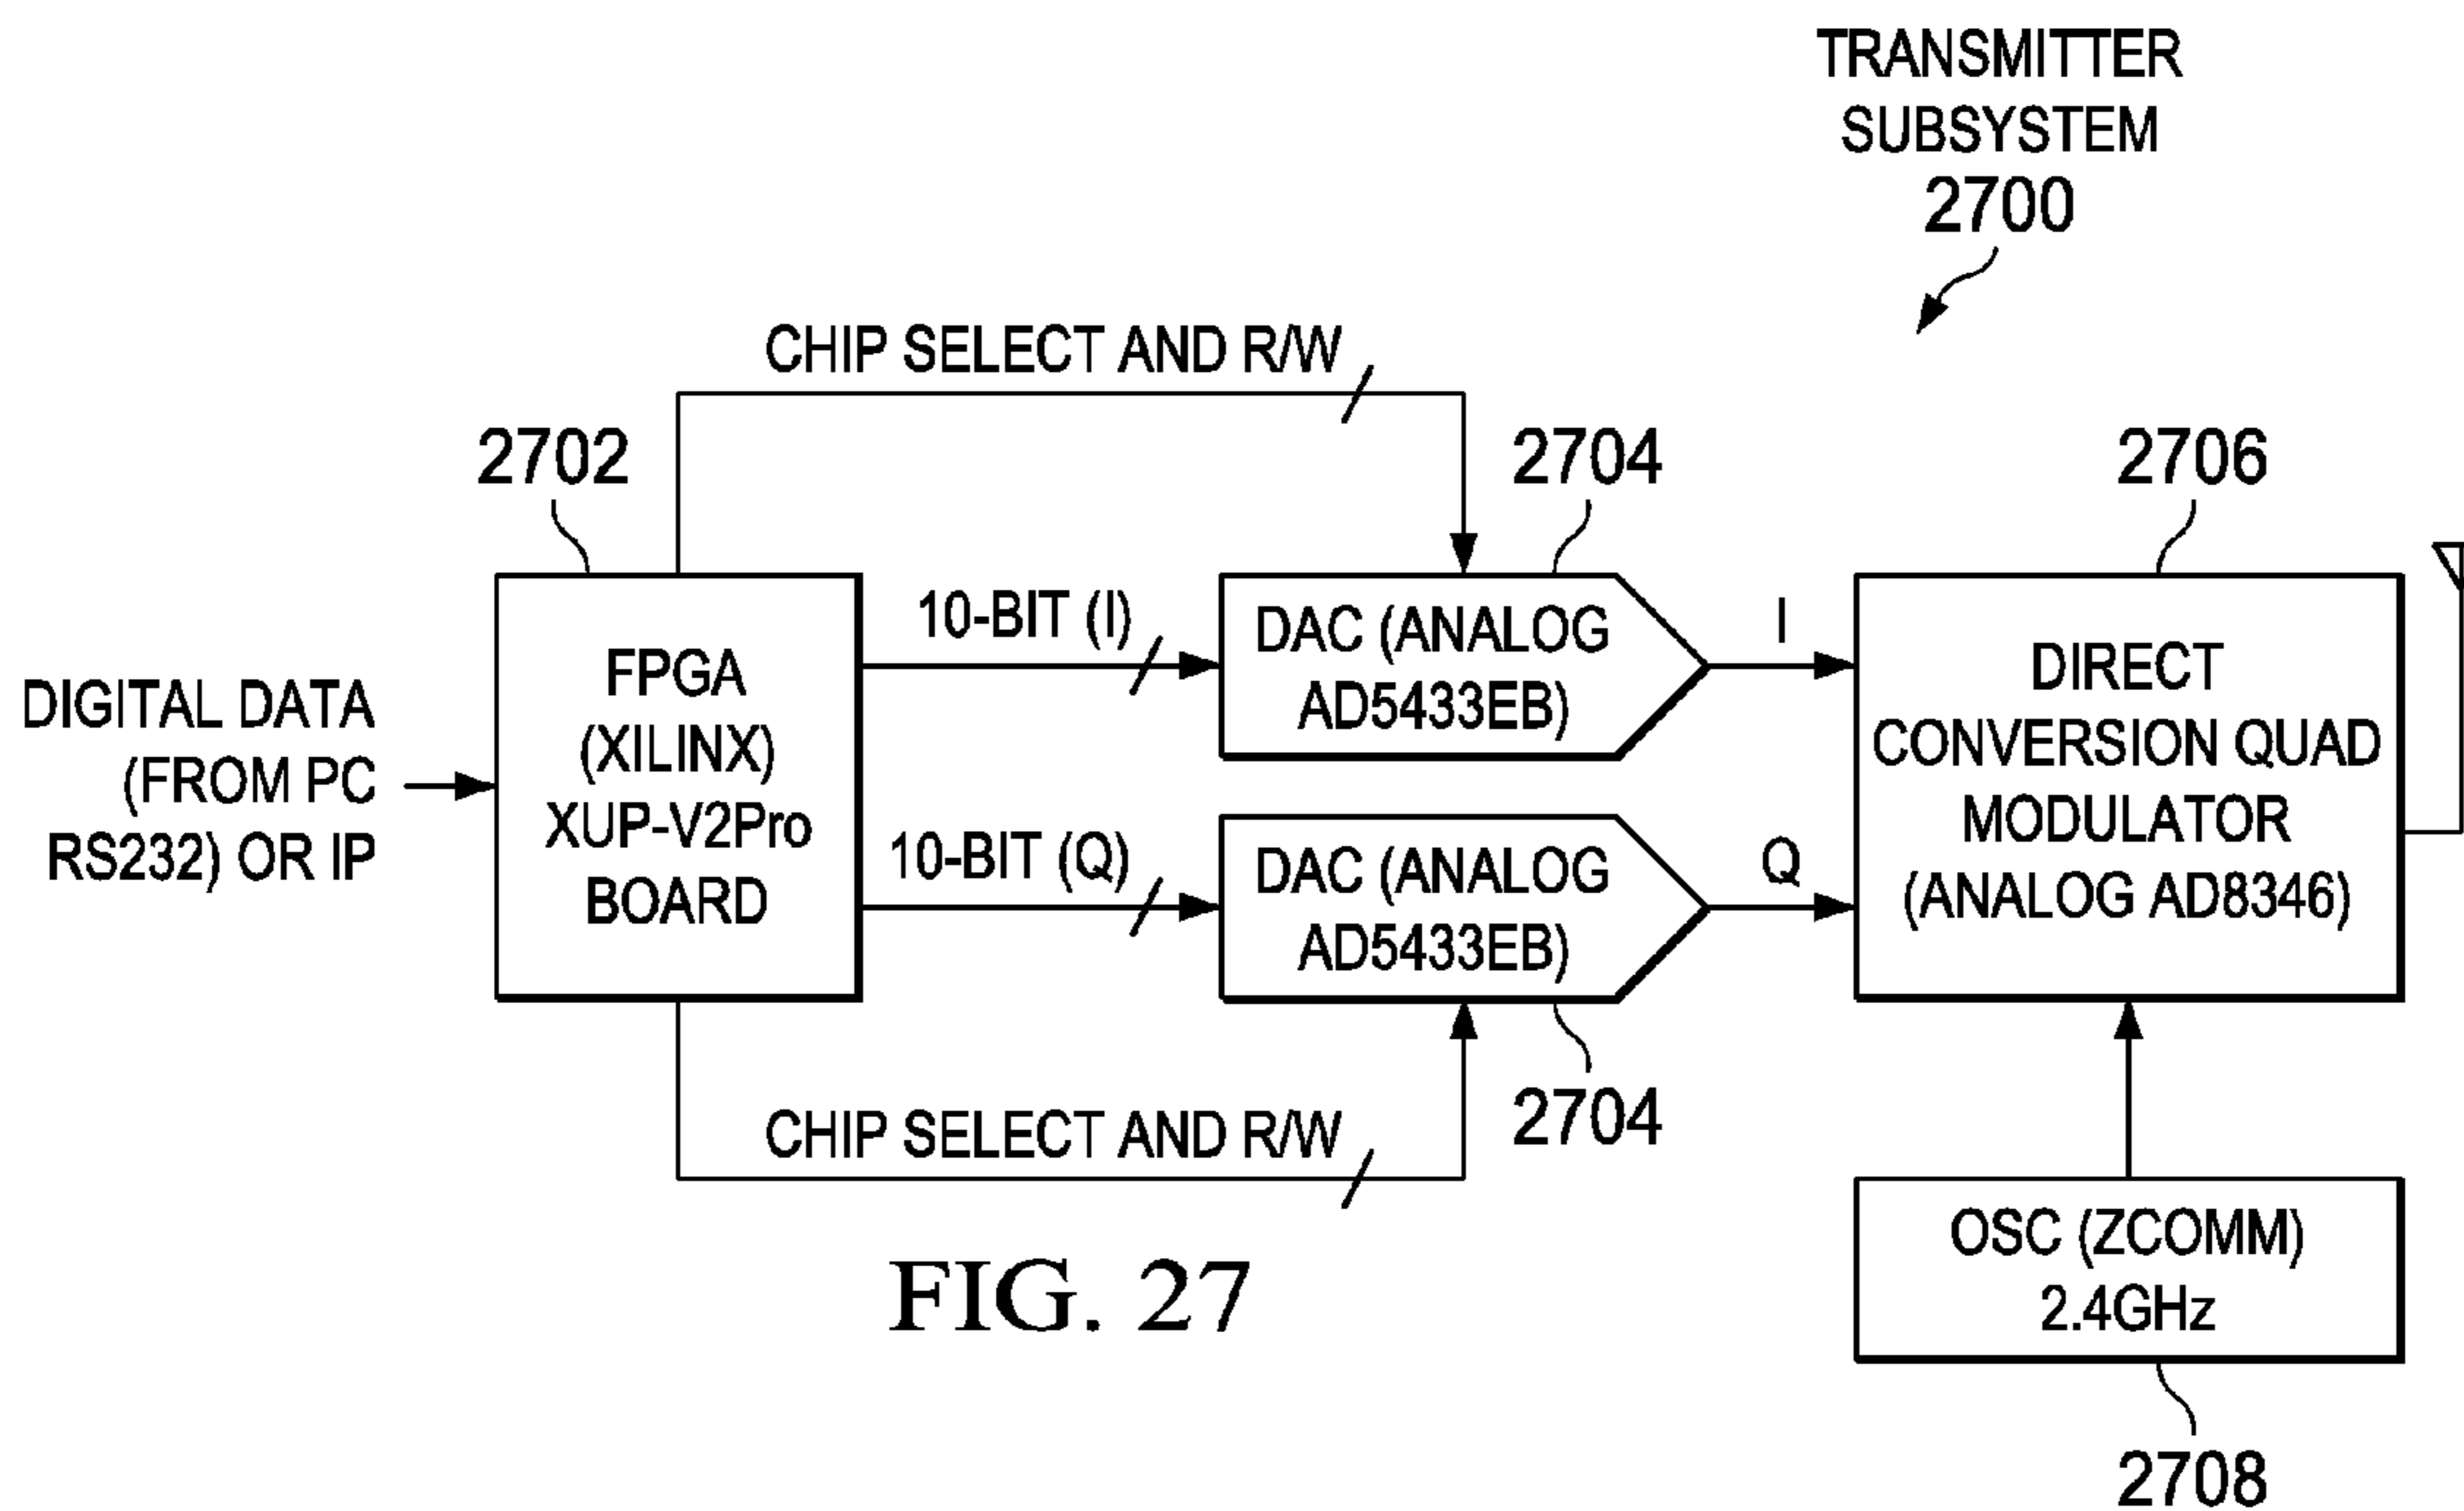 TRANSMITTER
SUBSYSTEM
2700
CHIP SELECT AND R/W
2702
2704
2706
10-BIT (I)
DAC (ANALOG
AD5433EB)
I
DIGITAL DATA
(FROM PC
RS232) OR IP
FPGA
(XILINX)
XUP-V2Pro
BOARD
DIRECT
CONVERSION QUAD
MODULATOR
(ANALOG AD8346)
10-BIT (Q)
DAC (ANALOG
AD5433EB)
Q
CHIP SELECT AND R/W
2704
OSC (ZCOMM)
2.4GHz
2708
FIG. 27